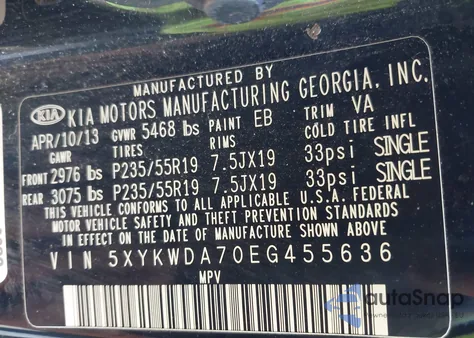 MANUFACTURED BY
KIA KIA MOTORS MANUFACTURING GEORGIA, INC.
APR/10/13 GVWR 5468 lbs PAINT EB TRIM VA
GAWR TIRES RIMS COLD TIRE INFL
FRONT 2976 lbs P235/55R19 7.5JX19 33psi SINGLE
REAR 3075 lbs P235/55R19 7.5JX19 33psi SINGLE
THIS VEHICLE CONFORMS TO ALL APPLICABLE U.S.A. FEDERAL
MOTOR VEHICLE SAFETY AND THEFT PREVENTION STANDARDS
IN EFFECT ON THE DATE OF MANUFACTURE SHOWN ABOVE.
VIN 5XYKWDA70EG455636
MPV
autoSnap